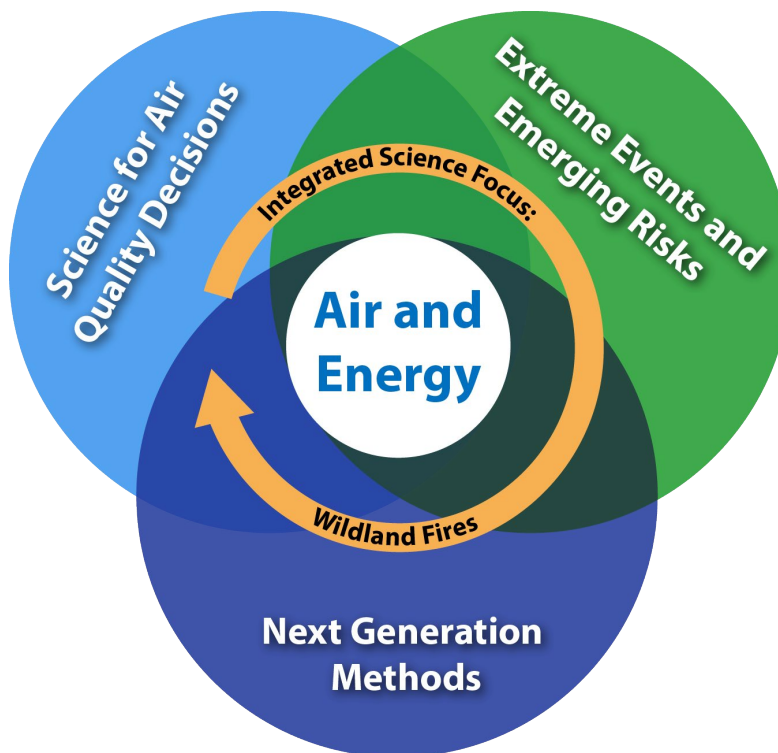 Science for Air
Quality Decisions
Extreme Events and
Emerging Risks
Integrated Science Focus:
Air and
Energy
Wildland Fires
Next Generation
Methods